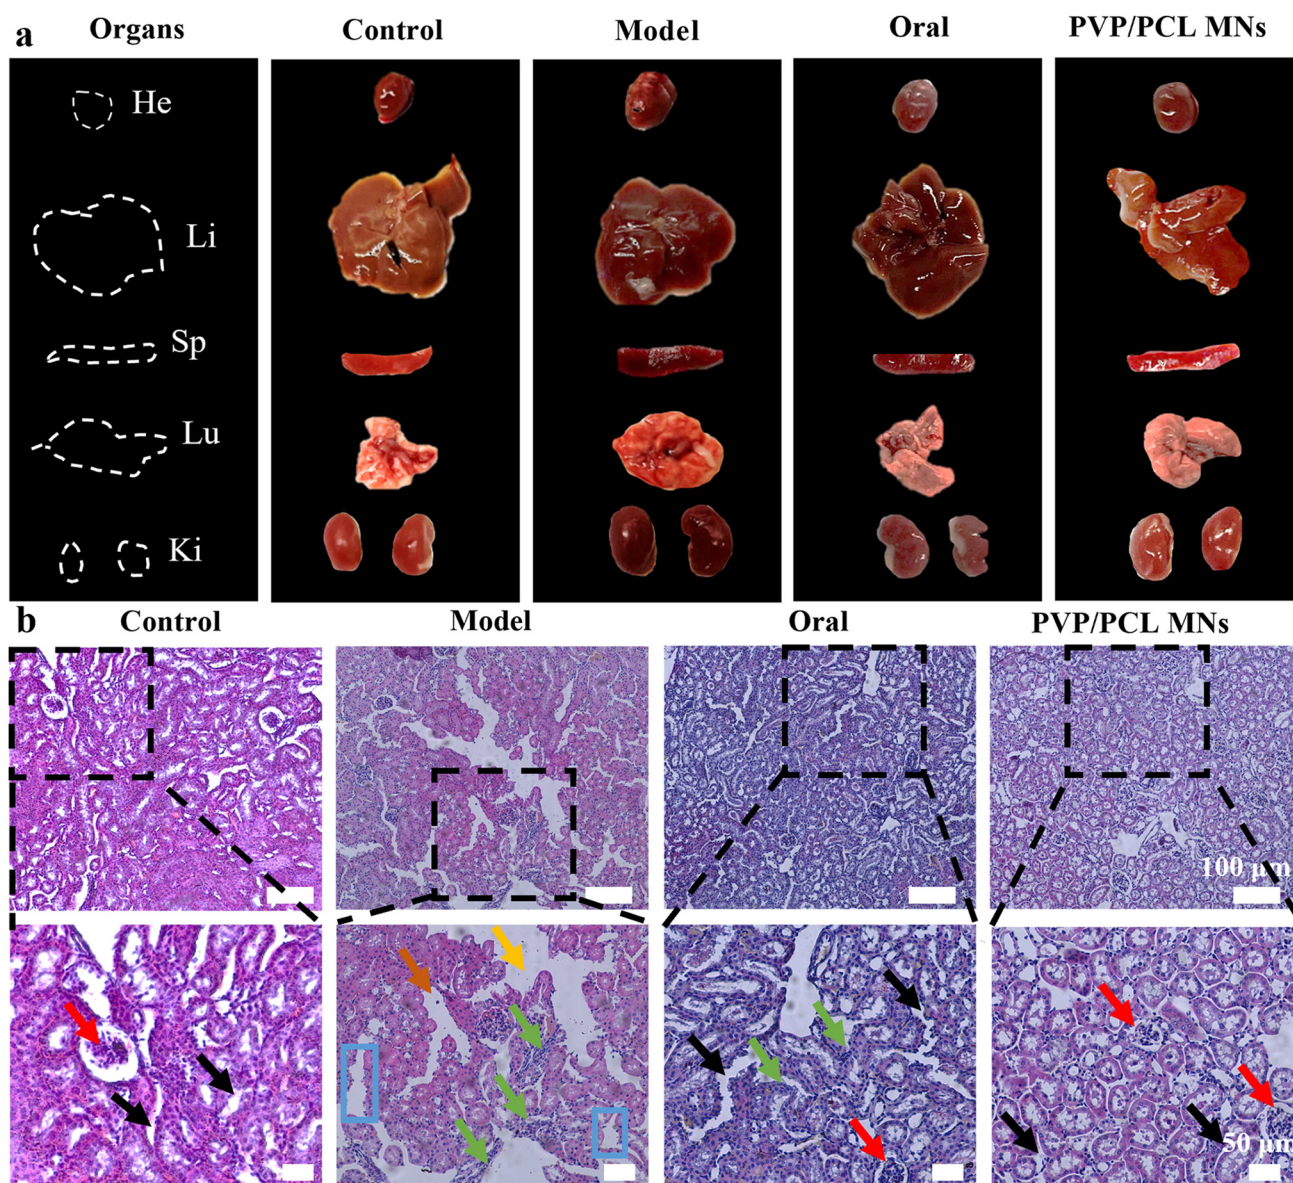 a Organs Control Model Oral PVP/PCL MNs
He
Li
Sp
Lu
Ki
b Control Model Oral PVP/PCL MNs
100 μm
50 μm